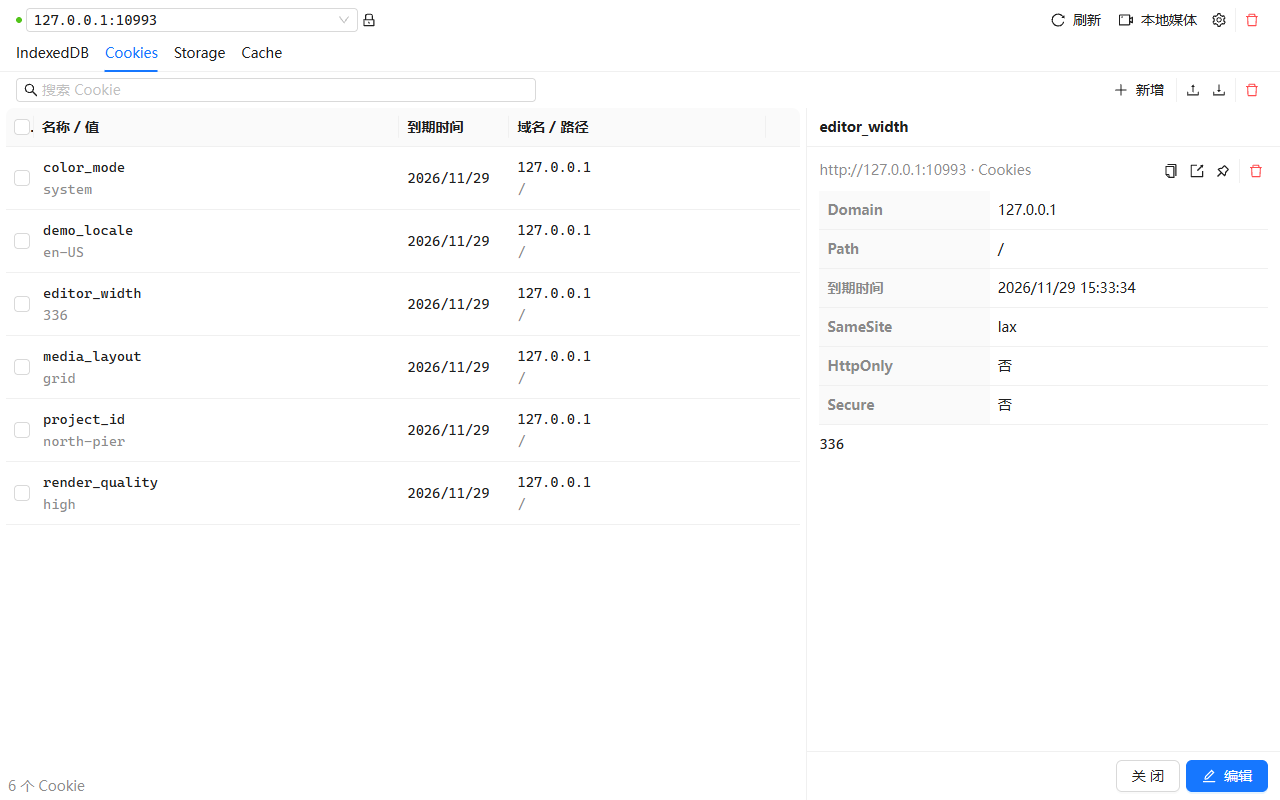 127.0.0.1:10993
刷新
本地媒体
IndexedDB Cookies Storage Cache
搜索 Cookie
新增
名称 / 值 到期时间 域名 / 路径
color_mode
system
2026/11/29
127.0.0.1
/
demo_locale
en-US
2026/11/29
127.0.0.1
/
editor_width
336
2026/11/29
127.0.0.1
/
media_layout
grid
2026/11/29
127.0.0.1
/
project_id
north-pier
2026/11/29
127.0.0.1
/
render_quality
high
2026/11/29
127.0.0.1
/
6 个 Cookie
editor_width
http://127.0.0.1:10993 · Cookies
Domain 127.0.0.1
Path /
到期时间 2026/11/29 15:33:34
SameSite lax
HttpOnly 否
Secure 否
336
关 闭
编辑